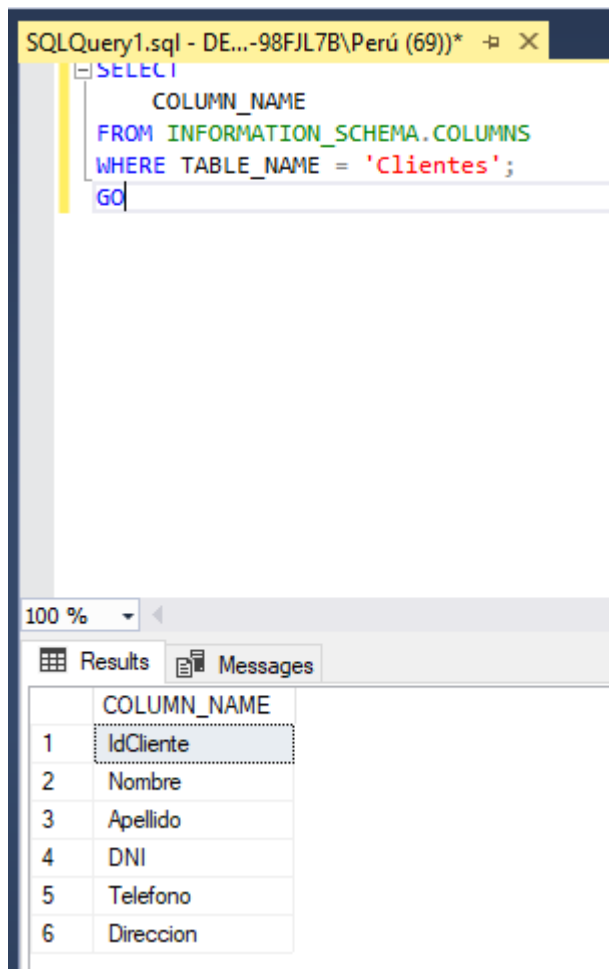 SQLQuery1.sql - DE...-98FJL7B\Perú (69))*
SELECT
COLUMN_NAME
FROM INFORMATION_SCHEMA.COLUMNS
WHERE TABLE_NAME = 'Clientes';
GO
100 %
Results Messages
COLUMN_NAME
1 IdCliente
2 Nombre
3 Apellido
4 DNI
5 Telefono
6 Direccion